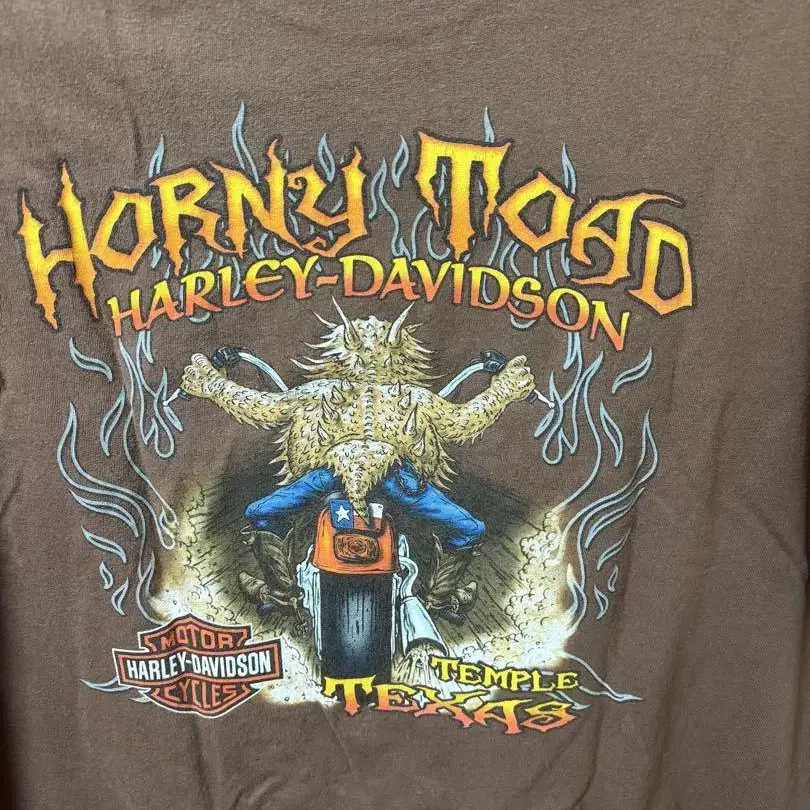 HORNY TOAD
HARLEY-DAVIDSON
MOTOR
HARLEY-DAVIDSON
CYCLES
TEMPLE
TEXAS